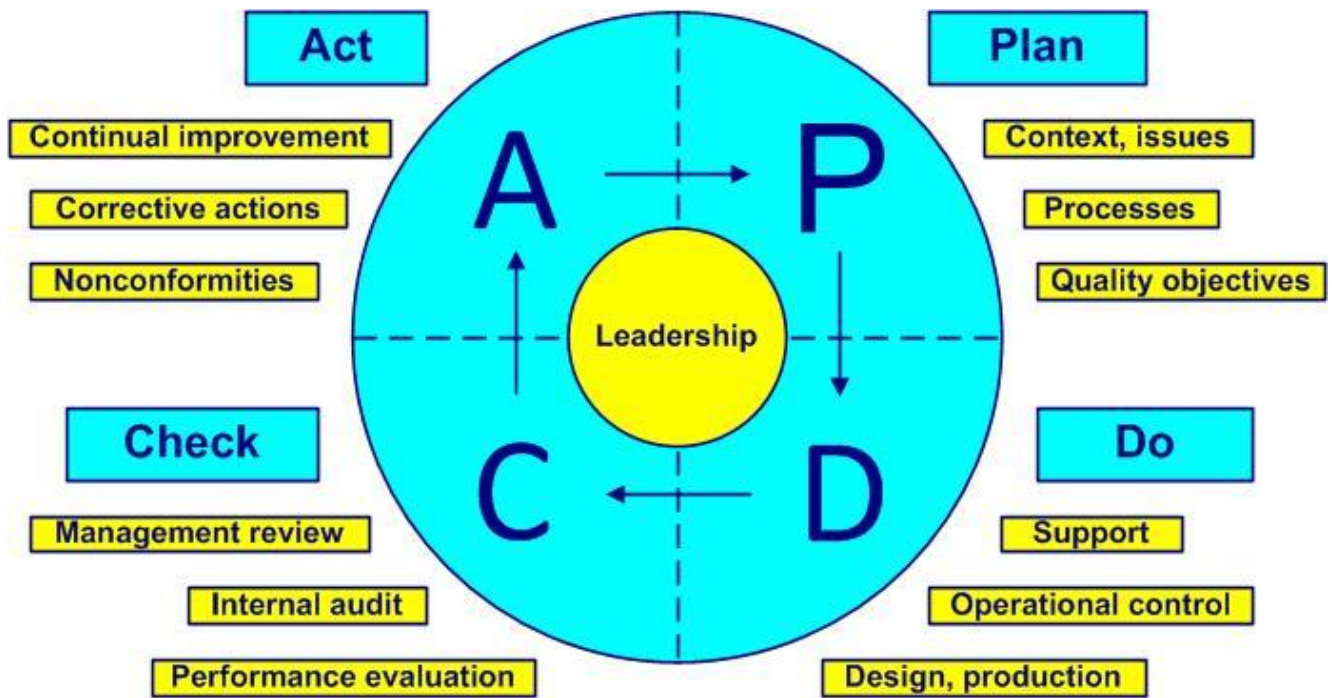 Act
Plan
Continual improvement
Corrective actions
Nonconformities
A
P
Context, issues
Processes
Quality objectives
Leadership
Check
C
D
Do
Management review
Internal audit
Performance evaluation
Support
Operational control
Design, production